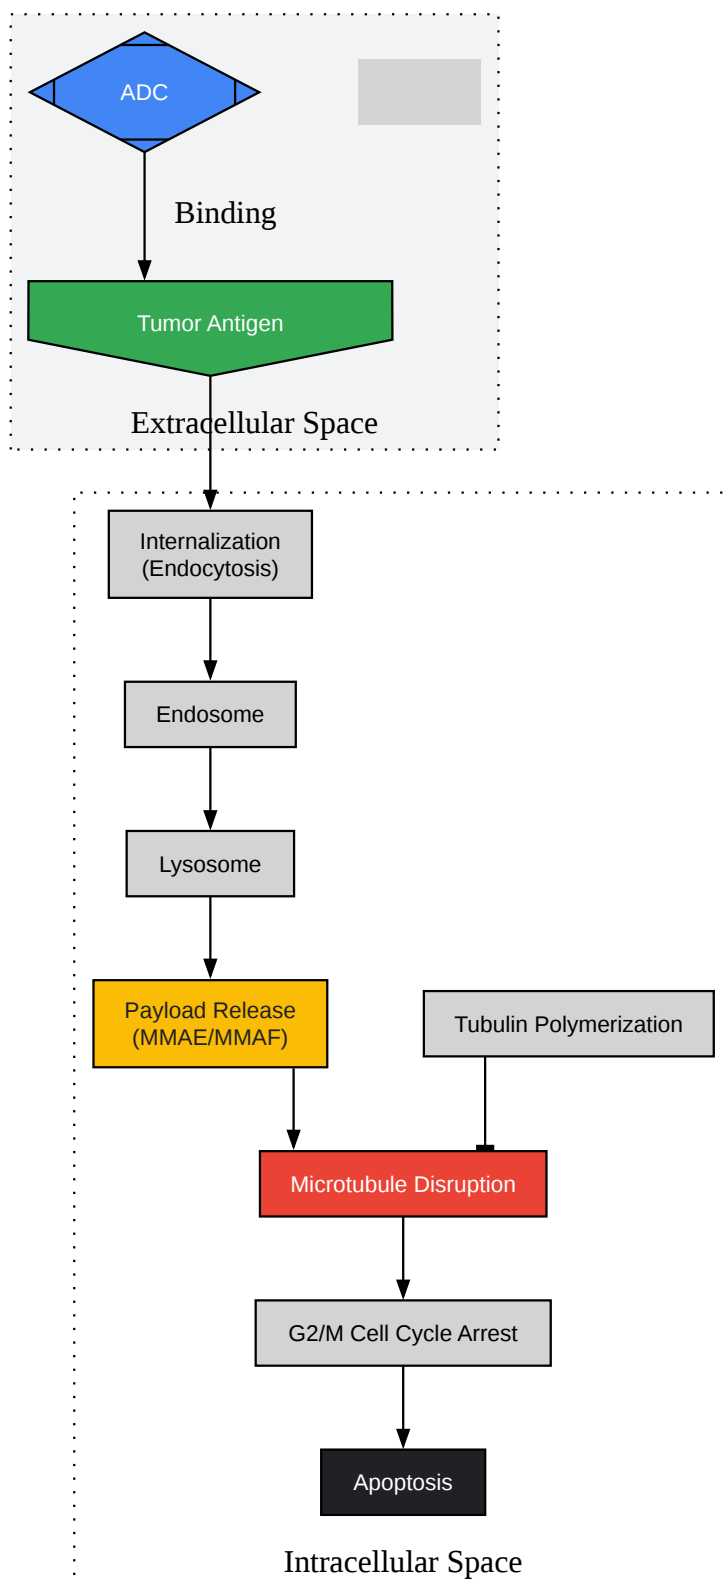 ADC
Binding
Tumor Antigen
Extracellular Space
Internalization
(Endocytosis)
Endosome
Lysosome
Payload Release
(MMAE/MMAF)
Tubulin Polymerization
Microtubule Disruption
G2/M Cell Cycle Arrest
Apoptosis
Intracellular Space